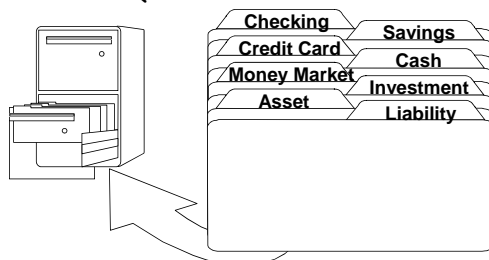 Checking
Savings
Credit Card
Cash
Money Market
Investment
Asset
Liability